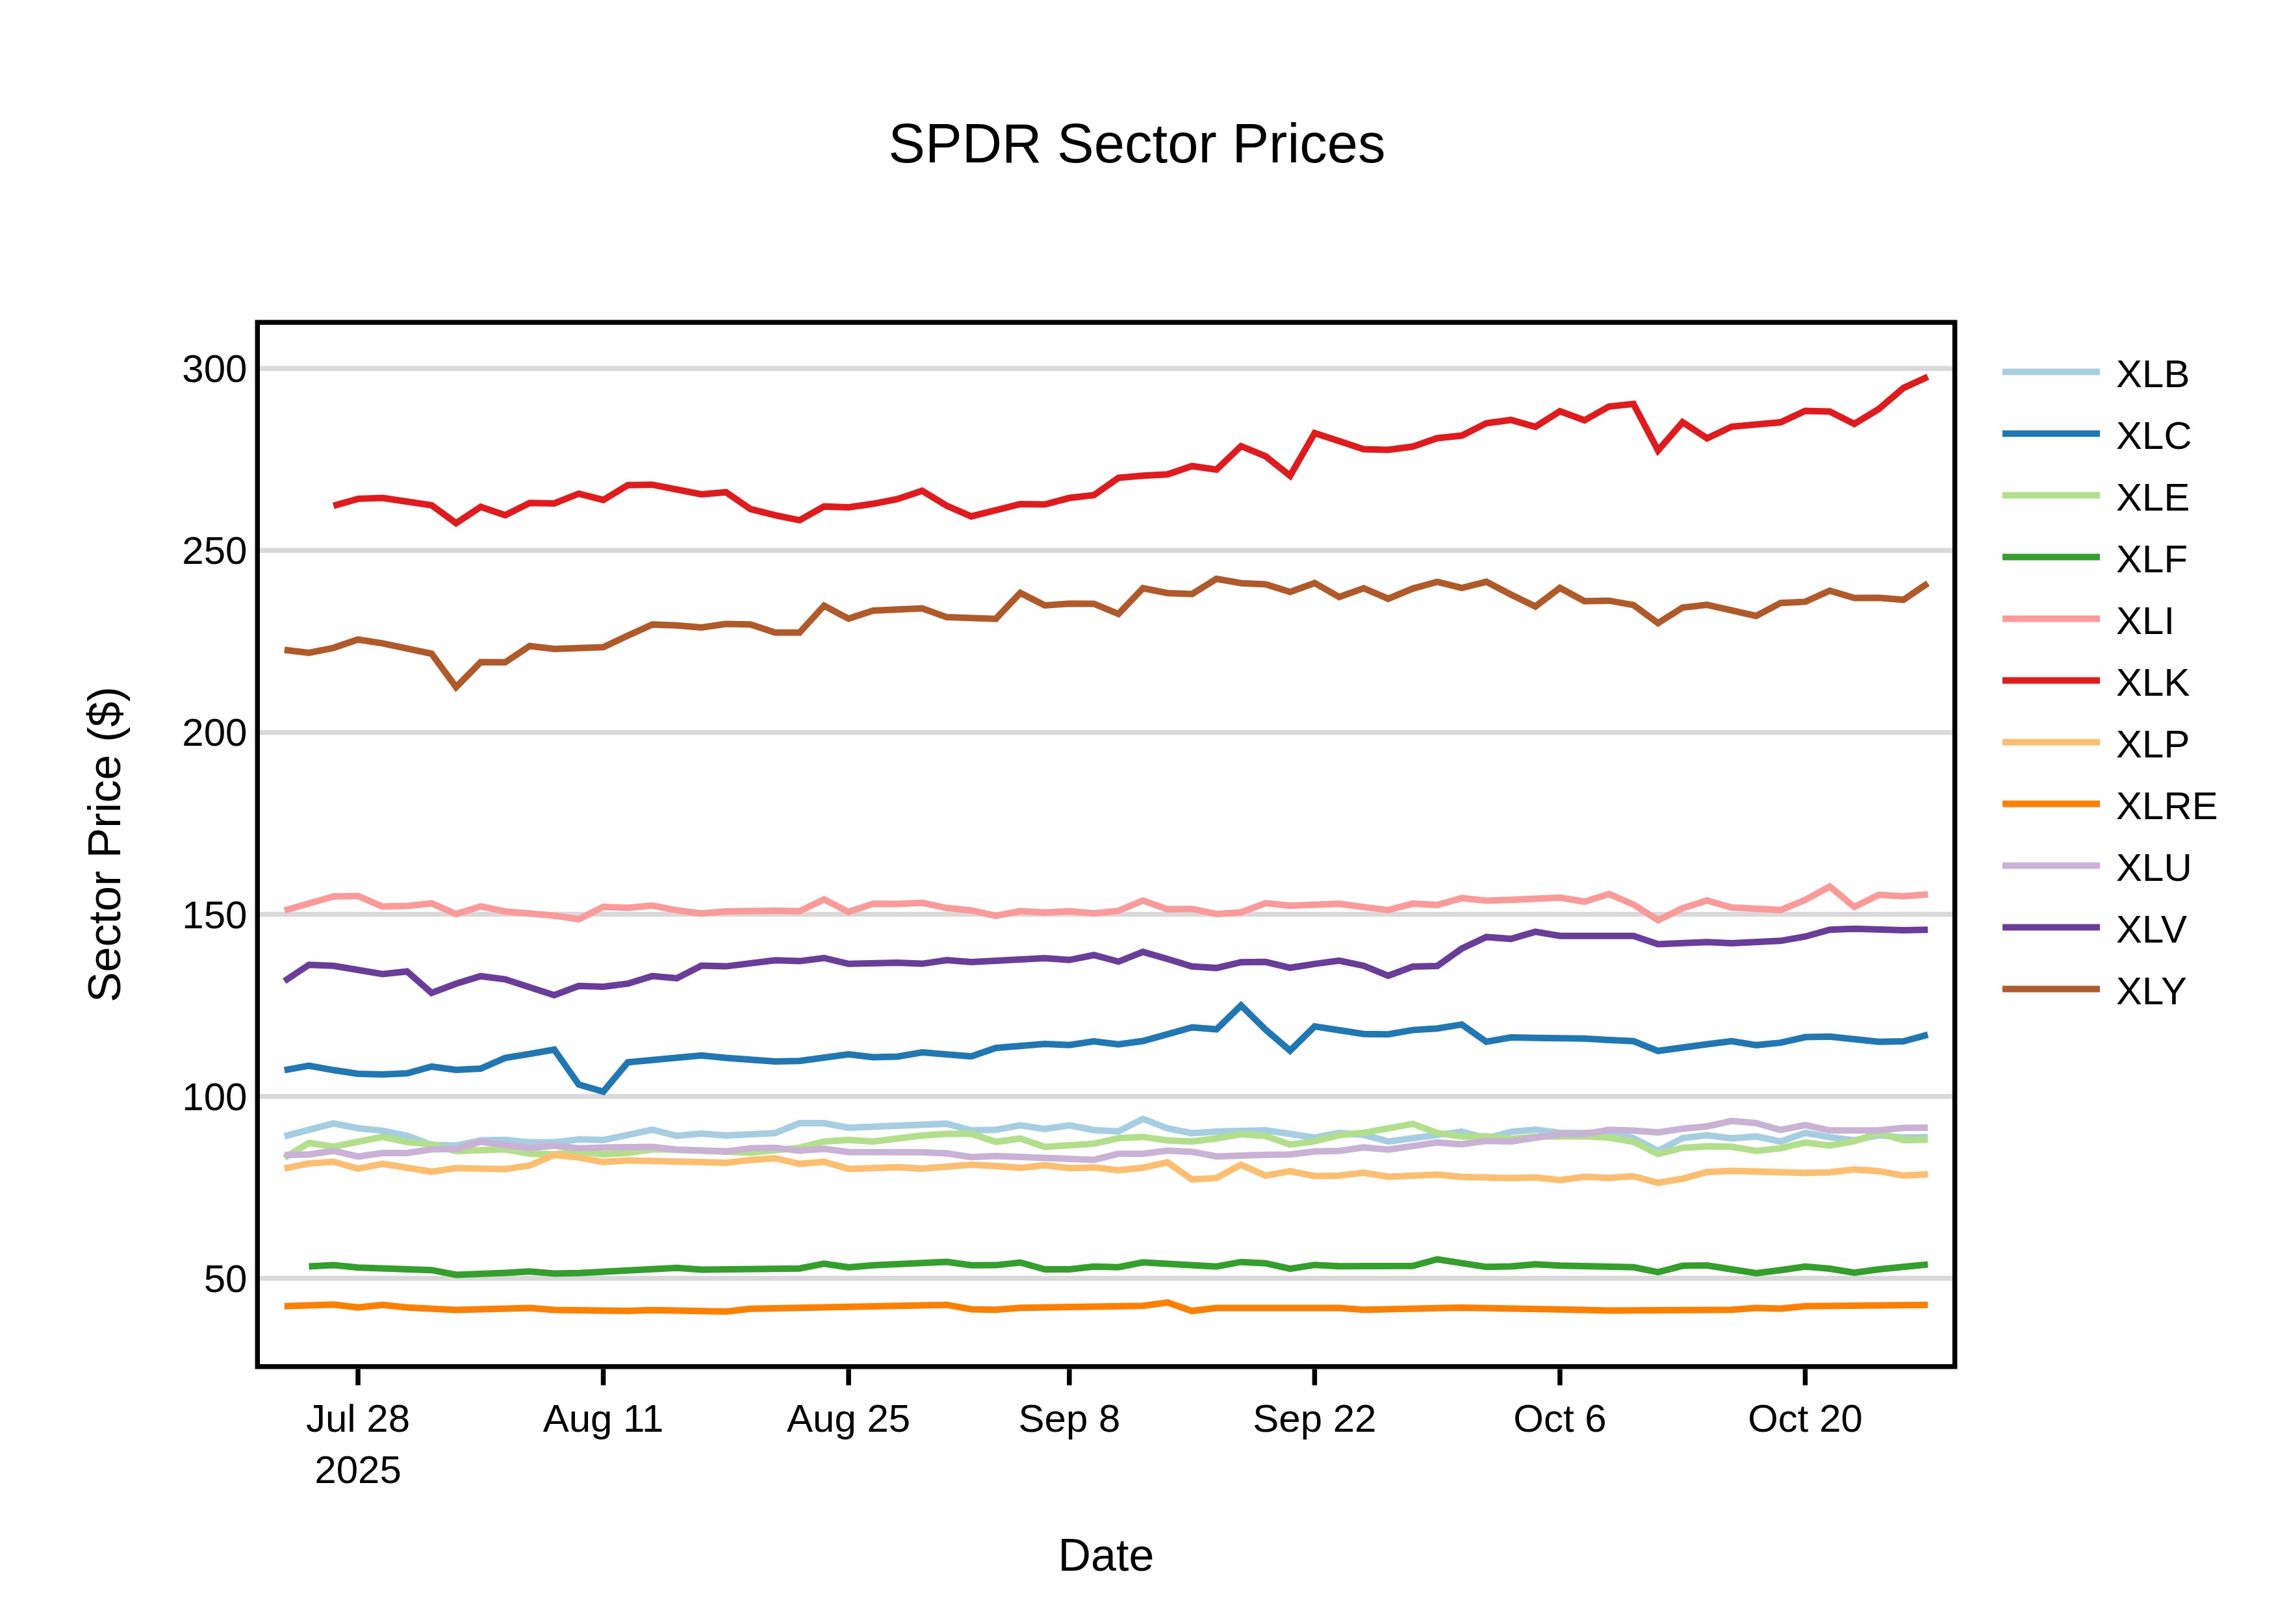 SPDR Sector Prices
300
250
200
150
100
50
Sector Price ($)
Jul 28
2025
Aug 11
Aug 25
Sep 8
Sep 22
Oct 6
Oct 20
Date
XLB
XLC
XLE
XLF
XLI
XLK
XLP
XLRE
XLU
XLV
XLY